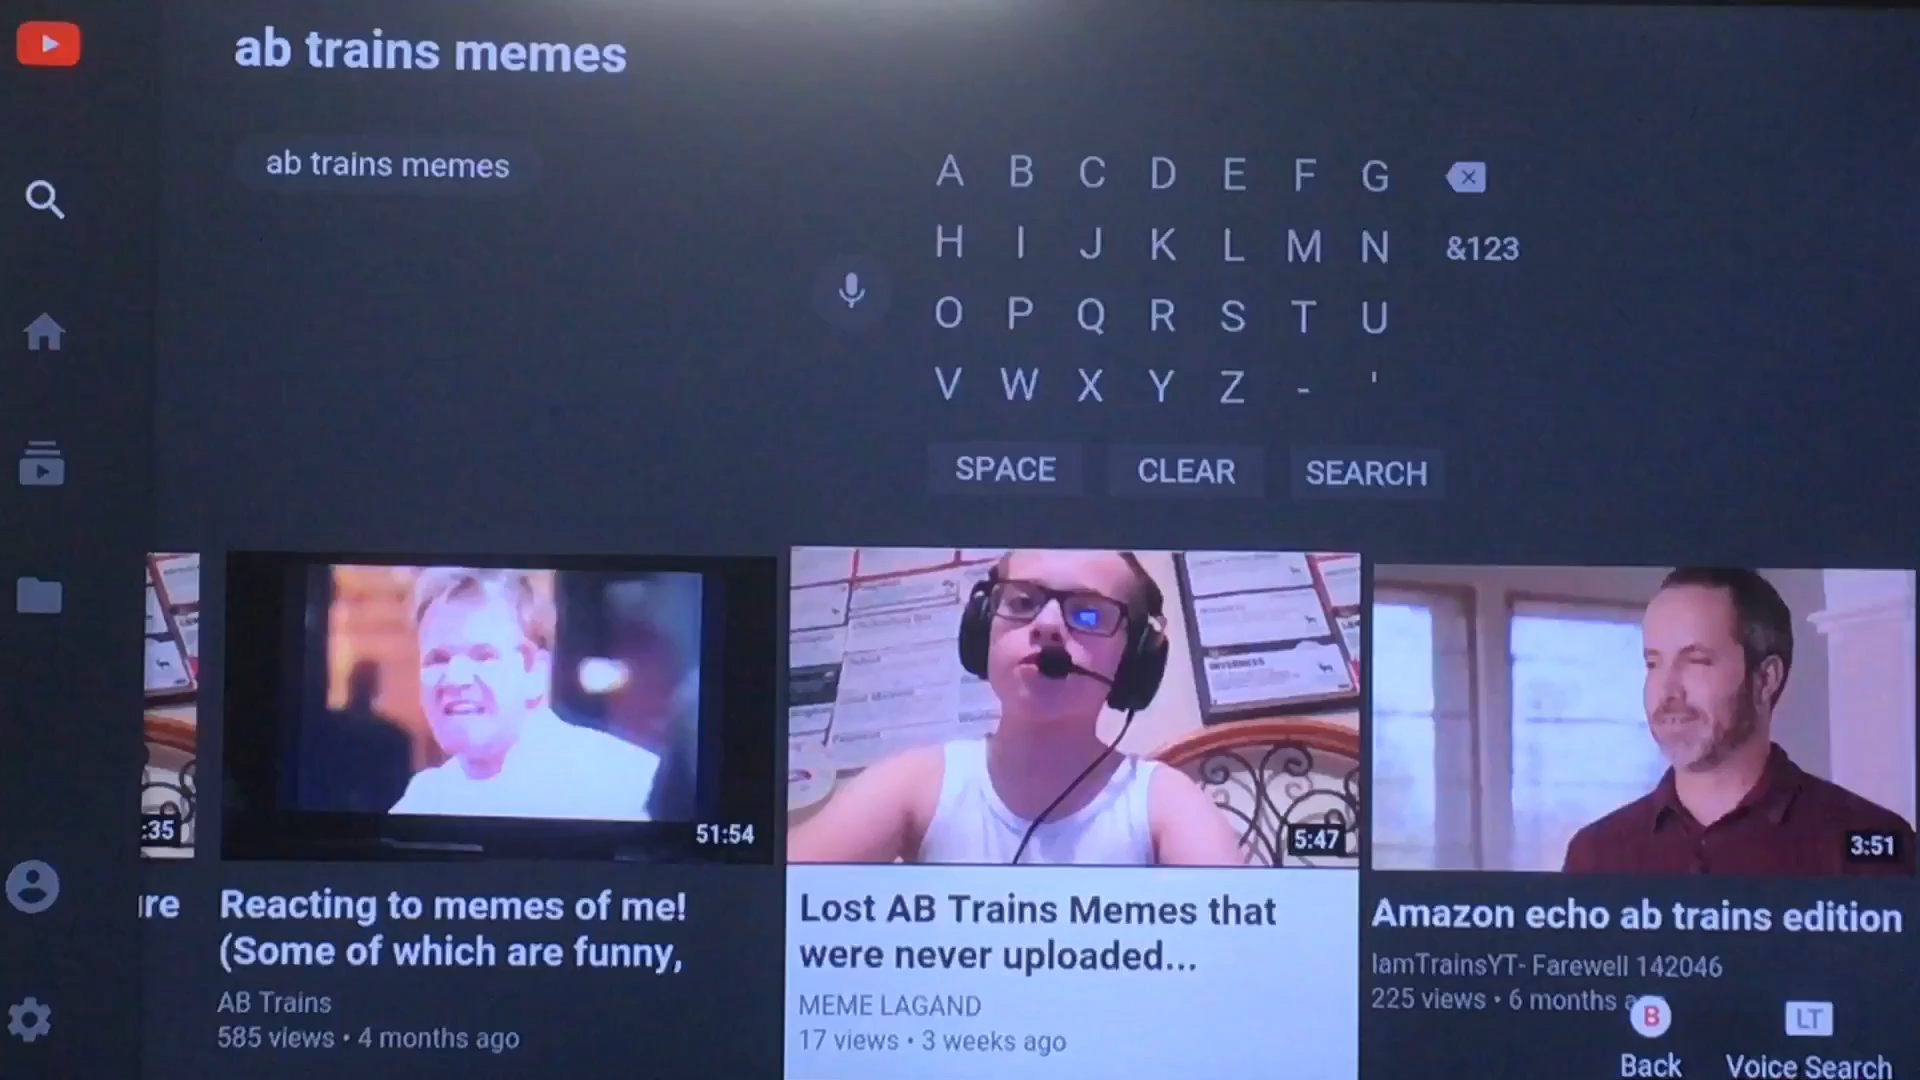 ab trains memes
ab trains memes
A B C D E F G
H I J K L M N &123
O P Q R S T U
V W X Y Z - '
SPACE CLEAR SEARCH
:35
51:54
INVERNESS
5:47
3:51
re
Reacting to memes of me!
(Some of which are funny,
AB Trains
585 views • 4 months ago
Lost AB Trains Memes that
were never uploaded...
MEME LAGAND
17 views • 3 weeks ago
Amazon echo ab trains edition
IamTrainsYT- Farewell 142046
225 views • 6 months a
B
Back
LT
Voice Search